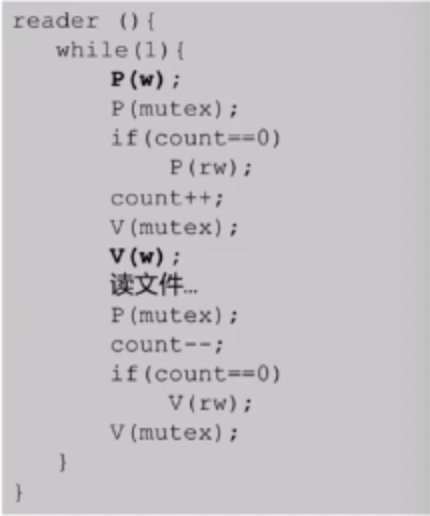 reader (){
while(1){
P(w);
P(mutex);
if(count==0)
P(rw);
count++;
V(mutex);
V(w);
读文件…
P(mutex);
count--;
if(count==0)
V(rw);
V(mutex);
}
}